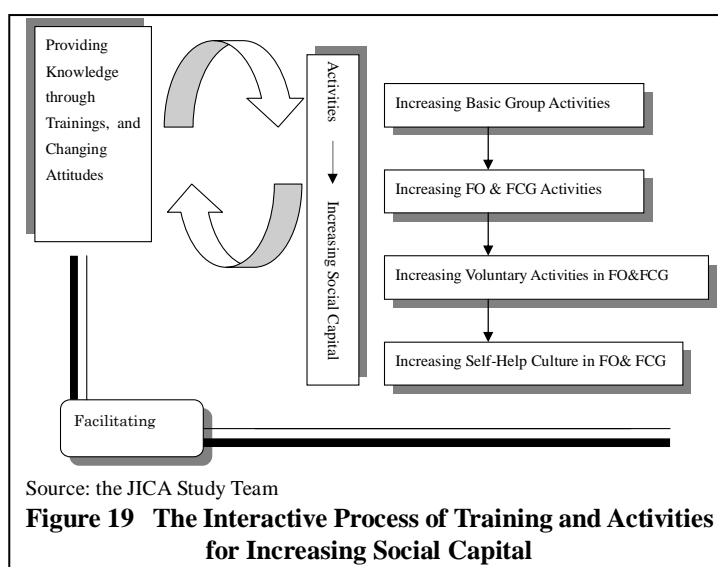 Providing
Knowledge
through
Trainings, and
Changing
Attitudes
Activities → Increasing Social Capital
Increasing Basic Group Activities
Increasing FO & FCG Activities
Increasing Voluntary Activities in FO&FCG
Increasing Self-Help Culture in FO& FCG
Facilitating
Source: the JICA Study Team
Figure 19 The Interactive Process of Training and Activities
for Increasing Social Capital